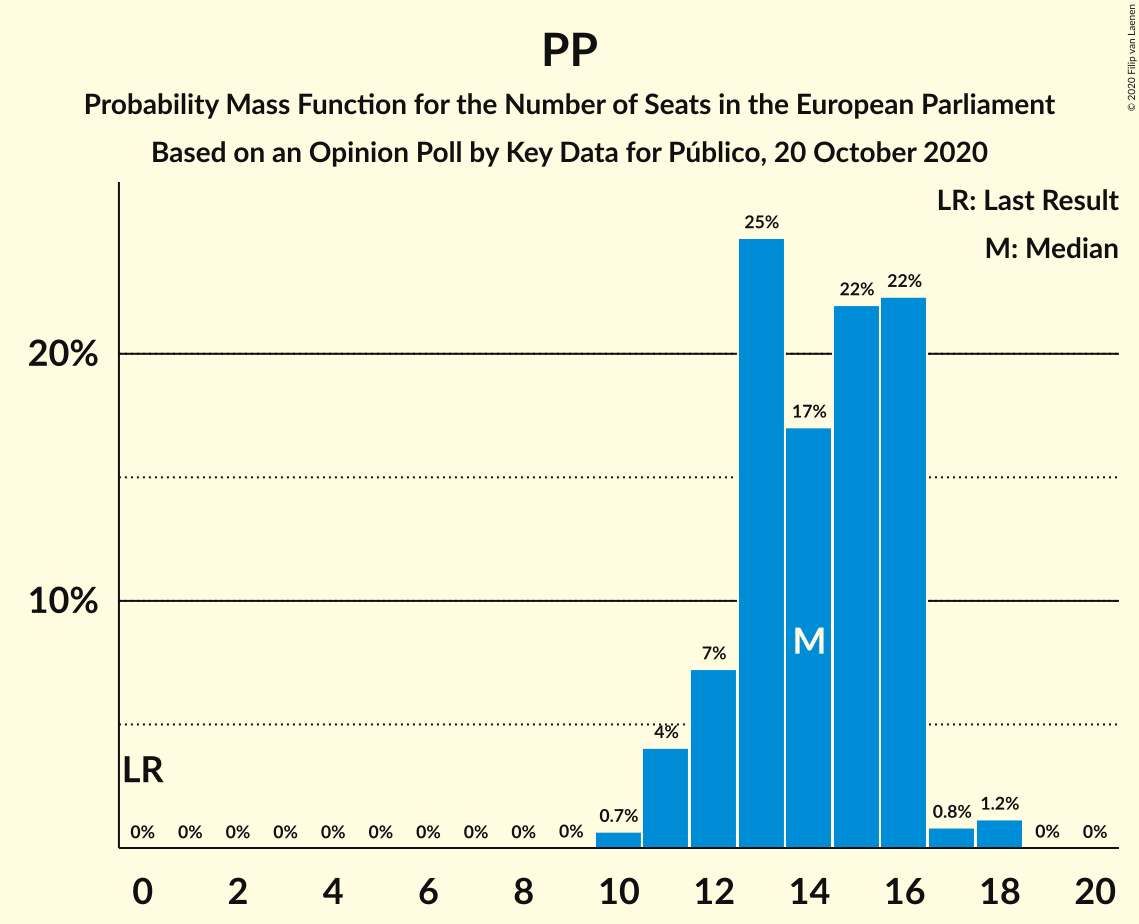 PP
Probability Mass Function for the Number of Seats in the European Parliament
Based on an Opinion Poll by Key Data for Público, 20 October 2020
© 2020 Filip van Laenen
LR: Last Result
M: Median
25%
22%
22%
20%
17%
10%
7%
M
4%
LR
0% 0% 0% 0% 0% 0% 0% 0% 0% 0% 0.7% 0.8% 1.2% 0% 0%
0 2 4 6 8 10 12 14 16 18 20